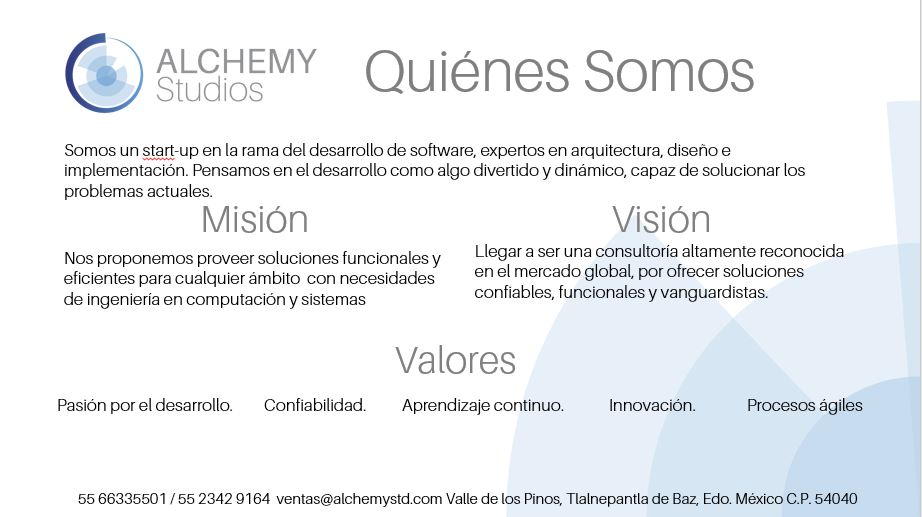 ALCHEMY
Studios
Quiénes Somos
Somos un start-up en la rama del desarrollo de software, expertos en arquitectura, diseño e
implementación. Pensamos en el desarrollo como algo divertido y dinámico, capaz de solucionar los
problemas actuales.
Misión
Nos proponemos proveer soluciones funcionales y
eficientes para cualquier ámbito  con necesidades
de ingeniería en computación y sistemas
Visión
Llegar a ser una consultoría altamente reconocida
en el mercado global, por ofrecer soluciones
confiables, funcionales y vanguardistas.
Valores
Pasión por el desarrollo. Confiabilidad. Aprendizaje continuo. Innovación. Procesos ágiles
55 66335501 / 55 2342 9164  ventas@alchemystd.com Valle de los Pinos, Tlalnepantla de Baz, Edo. México C.P. 54040